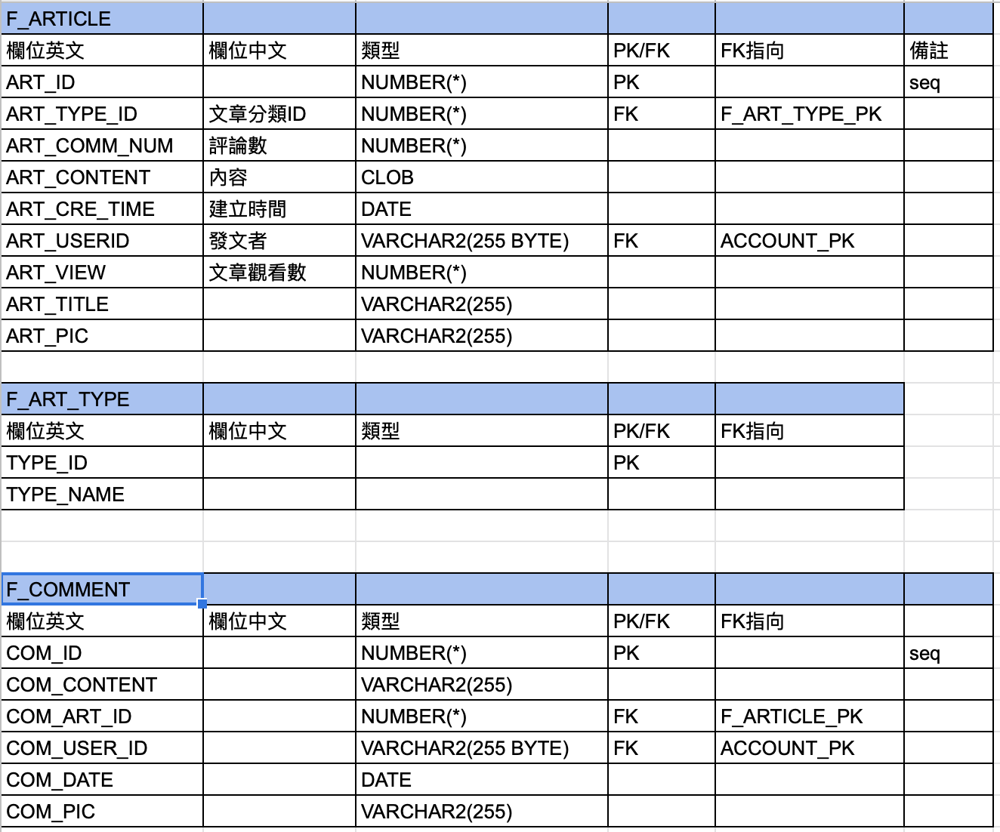 F_ARTICLE
欄位英文 欄位中文 類型 PK/FK FK指向 備註
ART_ID NUMBER(*) PK seq
ART_TYPE_ID 文章分類ID NUMBER(*) FK F_ART_TYPE_PK
ART_COMM_NUM 評論數 NUMBER(*)
ART_CONTENT 內容 CLOB
ART_CRE_TIME 建立時間 DATE
ART_USERID 發文者 VARCHAR2(255 BYTE) FK ACCOUNT_PK
ART_VIEW 文章觀看數 NUMBER(*)
ART_TITLE VARCHAR2(255)
ART_PIC VARCHAR2(255)
F_ART_TYPE
欄位英文 欄位中文 類型 PK/FK FK指向
TYPE_ID PK
TYPE_NAME
F_COMMENT
欄位英文 欄位中文 類型 PK/FK FK指向
COM_ID NUMBER(*) PK seq
COM_CONTENT VARCHAR2(255)
COM_ART_ID NUMBER(*) FK F_ARTICLE_PK
COM_USER_ID VARCHAR2(255 BYTE) FK ACCOUNT_PK
COM_DATE DATE
COM_PIC VARCHAR2(255)